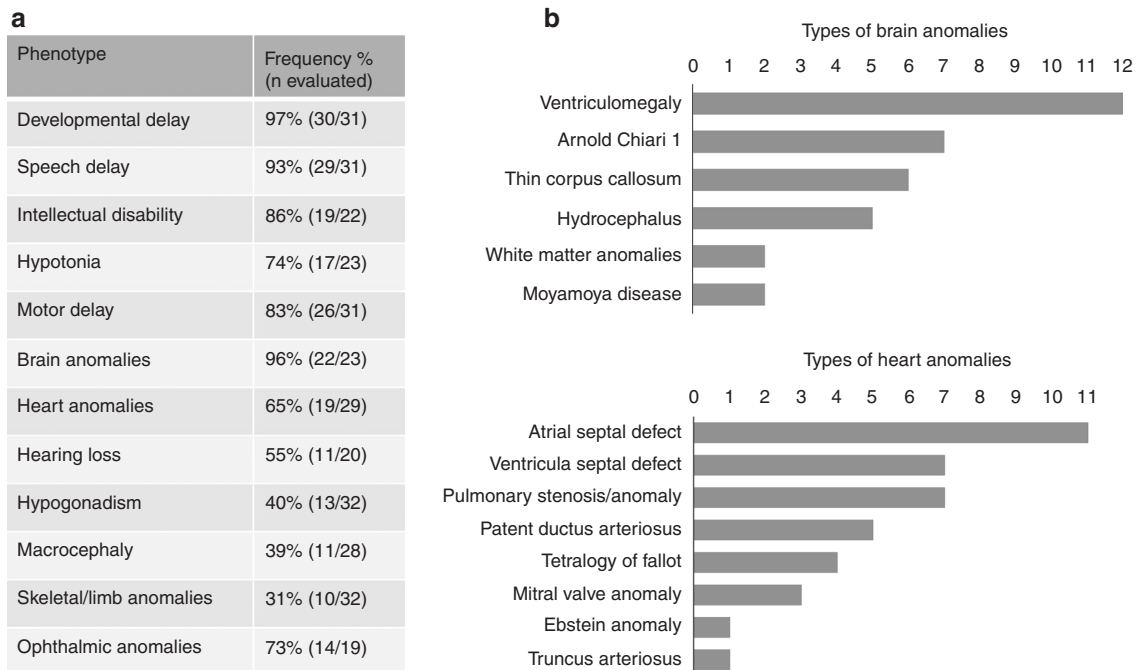 a
Phenotype Frequency %
(n evaluated)
Developmental delay 97% (30/31)
Speech delay 93% (29/31)
Intellectual disability 86% (19/22)
Hypotonia 74% (17/23)
Motor delay 83% (26/31)
Brain anomalies 96% (22/23)
Heart anomalies 65% (19/29)
Hearing loss 55% (11/20)
Hypogonadism 40% (13/32)
Macrocephaly 39% (11/28)
Skeletal/limb anomalies 31% (10/32)
Ophthalmic anomalies 73% (14/19)
b
Types of brain anomalies
0 1 2 3 4 5 6 7 8 9 10 11 12
Ventriculomegaly
Arnold Chiari 1
Thin corpus callosum
Hydrocephalus
White matter anomalies
Moyamoya disease
Types of heart anomalies
0 1 2 3 4 5 6 7 8 9 10 11
Atrial septal defect
Ventricula septal defect
Pulmonary stenosis/anomaly
Patent ductus arteriosus
Tetralogy of fallot
Mitral valve anomaly
Ebstein anomaly
Truncus arteriosus